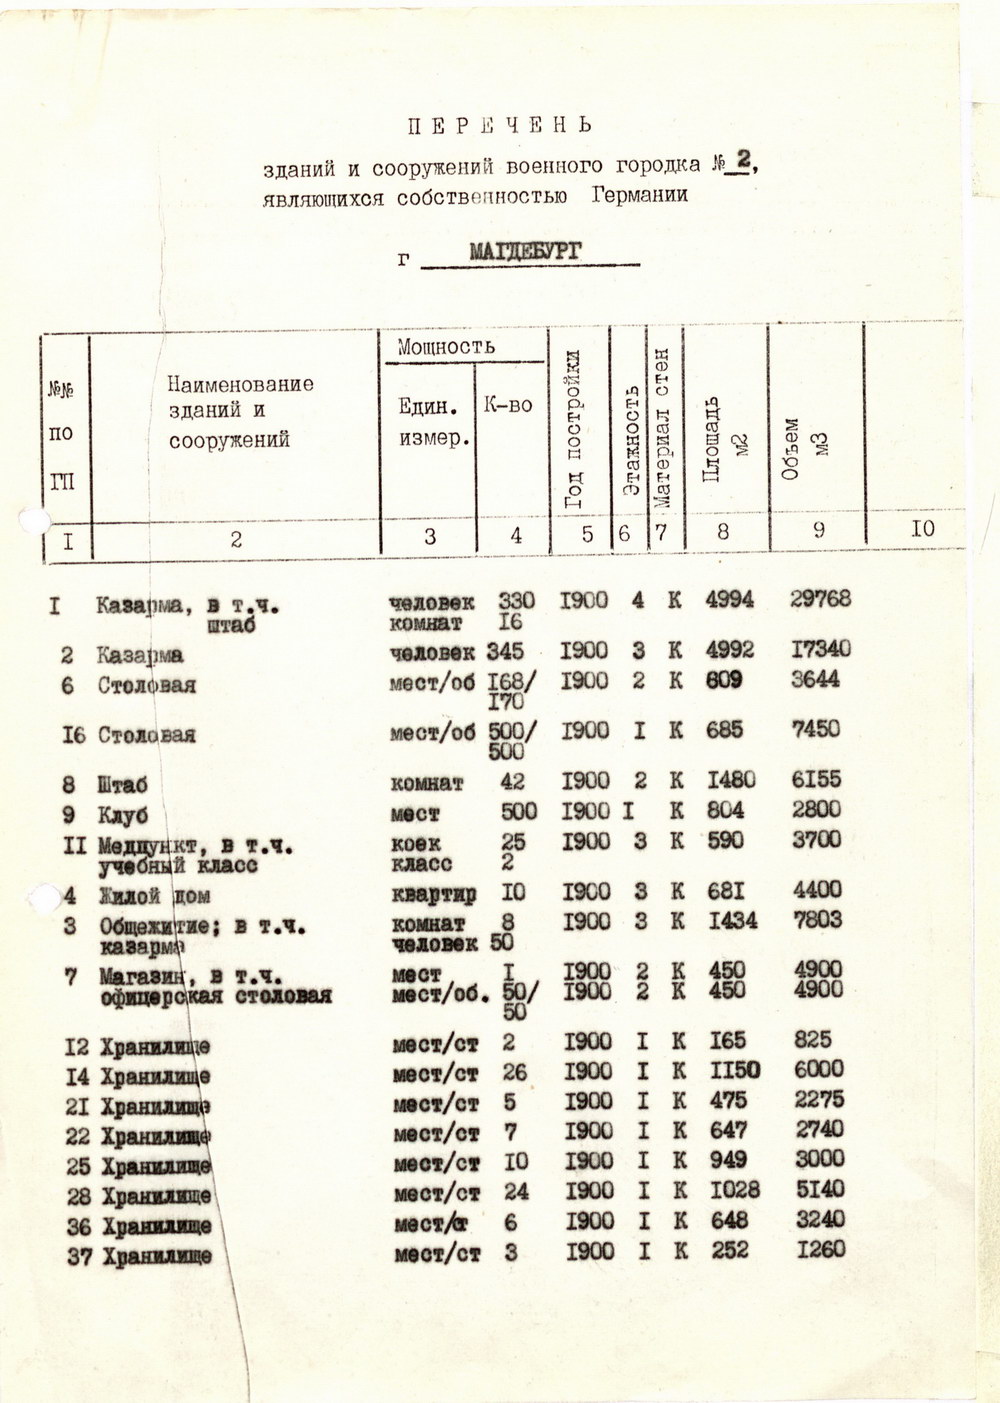 ПЕРЕЧЕНЬ
зданий и сооружений военного городка № 2,
являющихся собственностью Германии
г МАГДЕБУРГ
№№ по ГП
Наименование зданий и сооружений
Мощность
Един. измер.
К-во
Год постройки
Этажность
Материал стен
Площадь м2
Объем м3
I 2 3 4 5 6 7 8 9 I0
I Казарма, в т.ч. человек 330 I900 4 К 4994 29768
штаб комнат I6
2 Казарма человек 345 I900 3 К 4992 I7340
6 Столовая мест/об I68/ I900 2 К 809 3644
I70
I6 Столовая мест/об 500/ I900 I К 685 7450
500
8 Штаб комнат 42 I900 2 К I480 6I55
9 Клуб мест 500 I900 I К 804 2800
II Медпункт, в т.ч. коек 25 I900 3 К 590 3700
учебный класс класс 2
4 Жилой дом квартир I0 I900 3 К 68I 4400
3 Общежитие; в т.ч. комнат 8 I900 3 К I434 7803
казарма человек 50
7 Магазин, в т.ч. мест I I900 2 К 450 4900
офицерская столовая мест/об. 50/ I900 2 К 450 4900
50
I2 Хранилище мест/ст 2 I900 I К I65 825
I4 Хранилище мест/ст 26 I900 I К II50 6000
2I Хранилище мест/ст 5 I900 I К 475 2275
22 Хранилище мест/ст 7 I900 I К 647 2740
25 Хранилище мест/ст I0 I900 I К 949 3000
28 Хранилище мест/ст 24 I900 I К I028 5I40
36 Хранилище мест/ст 6 I900 I К 648 3240
37 Хранилище мест/ст 3 I900 I К 252 I260